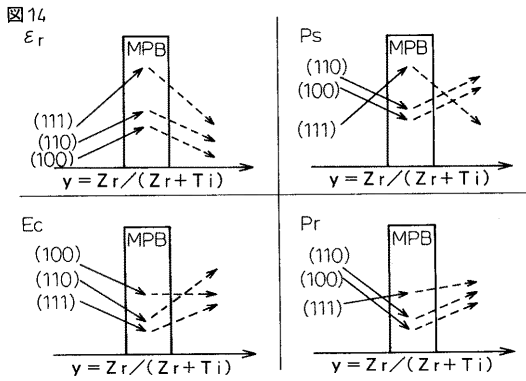 図14
εr
MPB
(111)
(110)
(100)
y=Zr/(Zr+Ti)
Ps
MPB
(110)
(100)
(111)
y=Zr/(Zr+Ti)
Ec
MPB
(100)
(110)
(111)
y=Zr/(Zr+Ti)
Pr
MPB
(110)
(100)
(111)
y=Zr/(Zr+Ti)